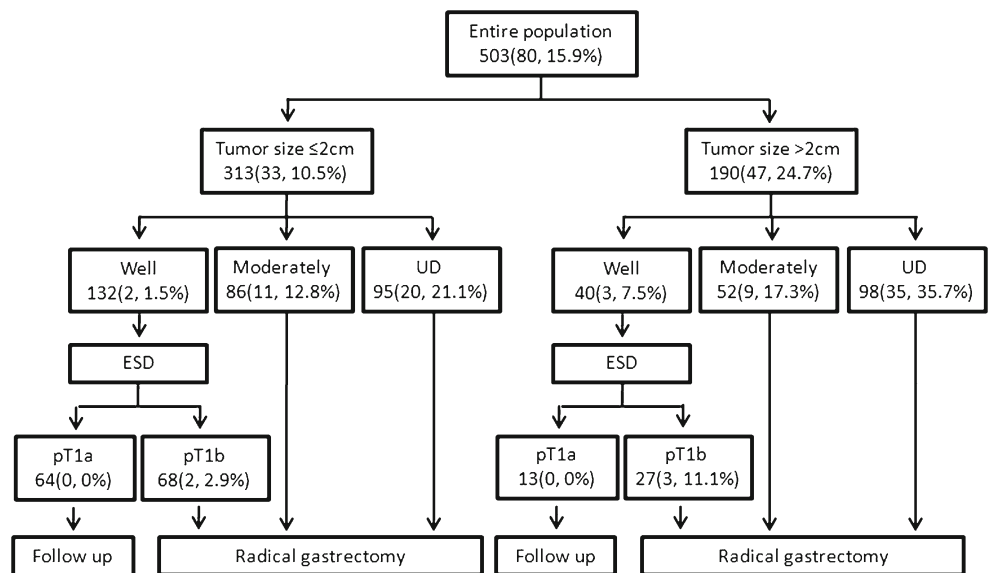 Entire population
503(80, 15.9%)
Tumor size ≤2cm
313(33, 10.5%)
Tumor size >2cm
190(47, 24.7%)
Well
132(2, 1.5%)
Moderately
86(11, 12.8%)
UD
95(20, 21.1%)
Well
40(3, 7.5%)
Moderately
52(9, 17.3%)
UD
98(35, 35.7%)
ESD
ESD
pT1a
64(0, 0%)
pT1b
68(2, 2.9%)
pT1a
13(0, 0%)
pT1b
27(3, 11.1%)
Follow up
Radical gastrectomy
Follow up
Radical gastrectomy